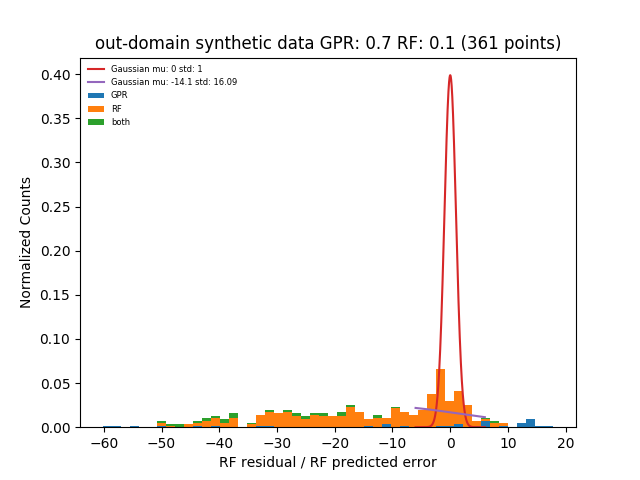 out-domain synthetic data GPR: 0.7 RF: 0.1 (361 points)
Gaussian mu: 0 std: 1
Gaussian mu: -14.1 std: 16.09
GPR
RF
both
Normalized Counts
0.40
0.35
0.30
0.25
0.20
0.15
0.10
0.05
0.00
−60 −50 −40 −30 −20 −10 0 10 20
RF residual / RF predicted error